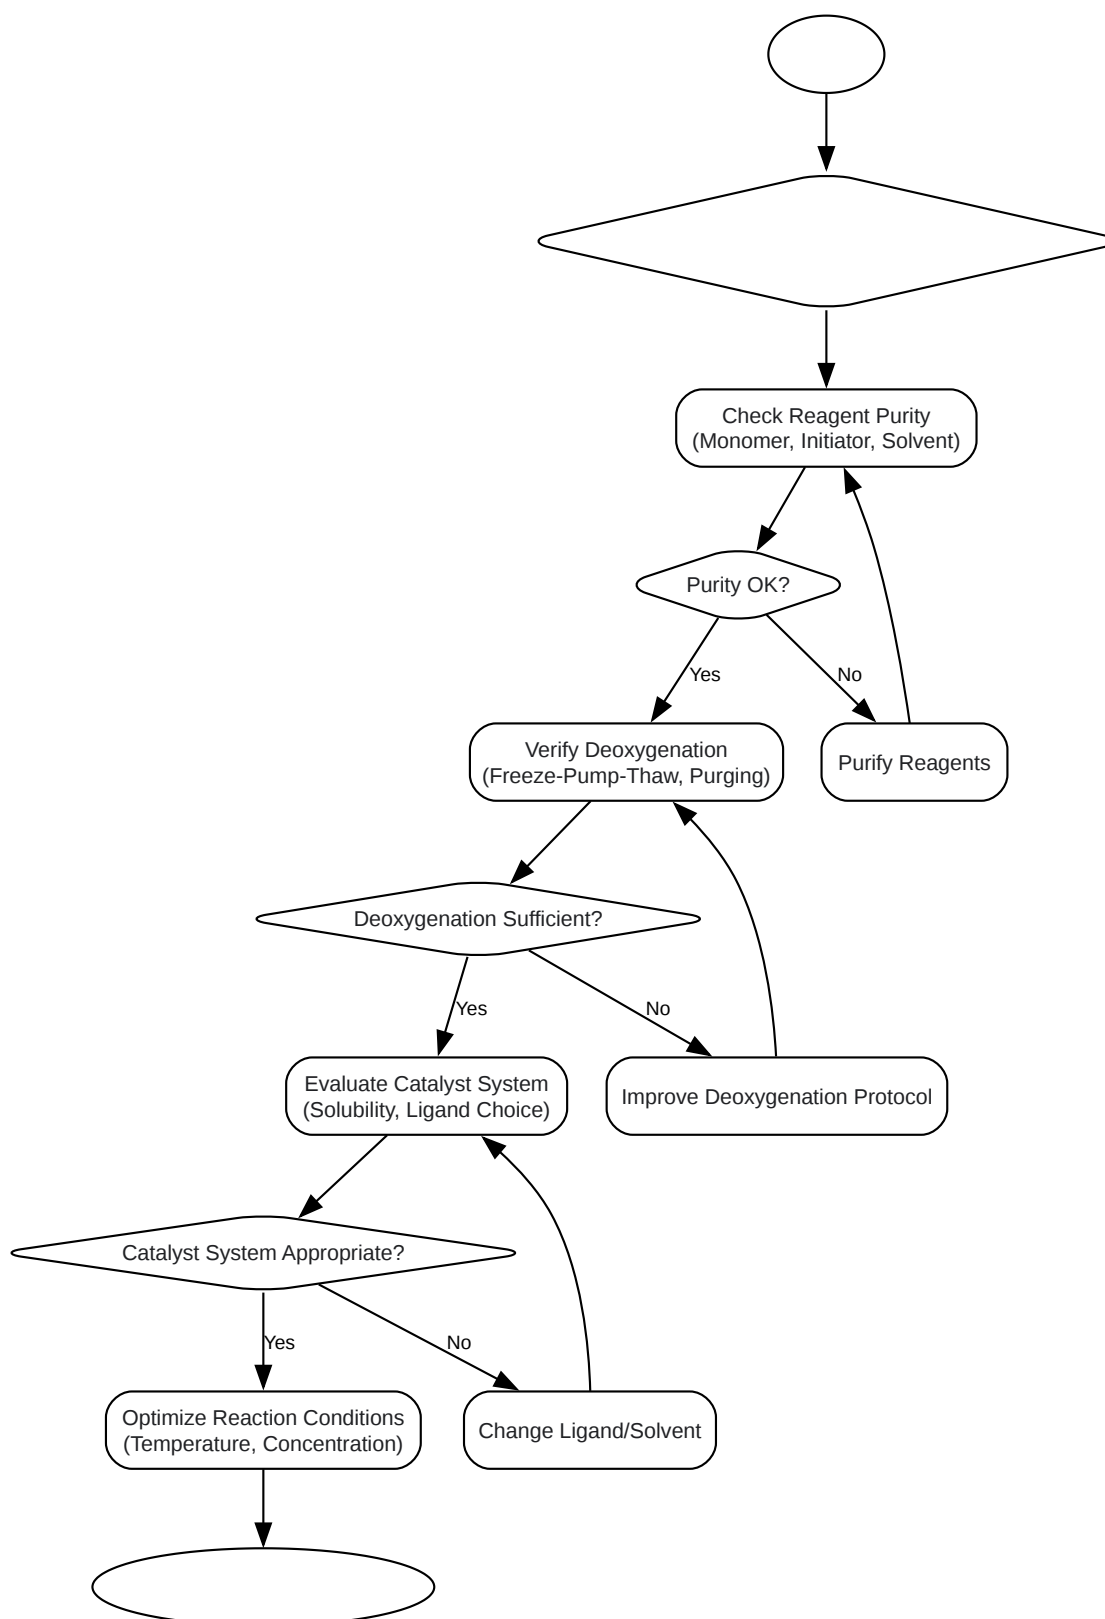 Check Reagent Purity
(Monomer, Initiator, Solvent)
Purity OK?
Yes
No
Verify Deoxygenation
(Freeze-Pump-Thaw, Purging)
Purify Reagents
Deoxygenation Sufficient?
Yes
No
Evaluate Catalyst System
(Solubility, Ligand Choice)
Improve Deoxygenation Protocol
Catalyst System Appropriate?
Yes
No
Optimize Reaction Conditions
(Temperature, Concentration)
Change Ligand/Solvent